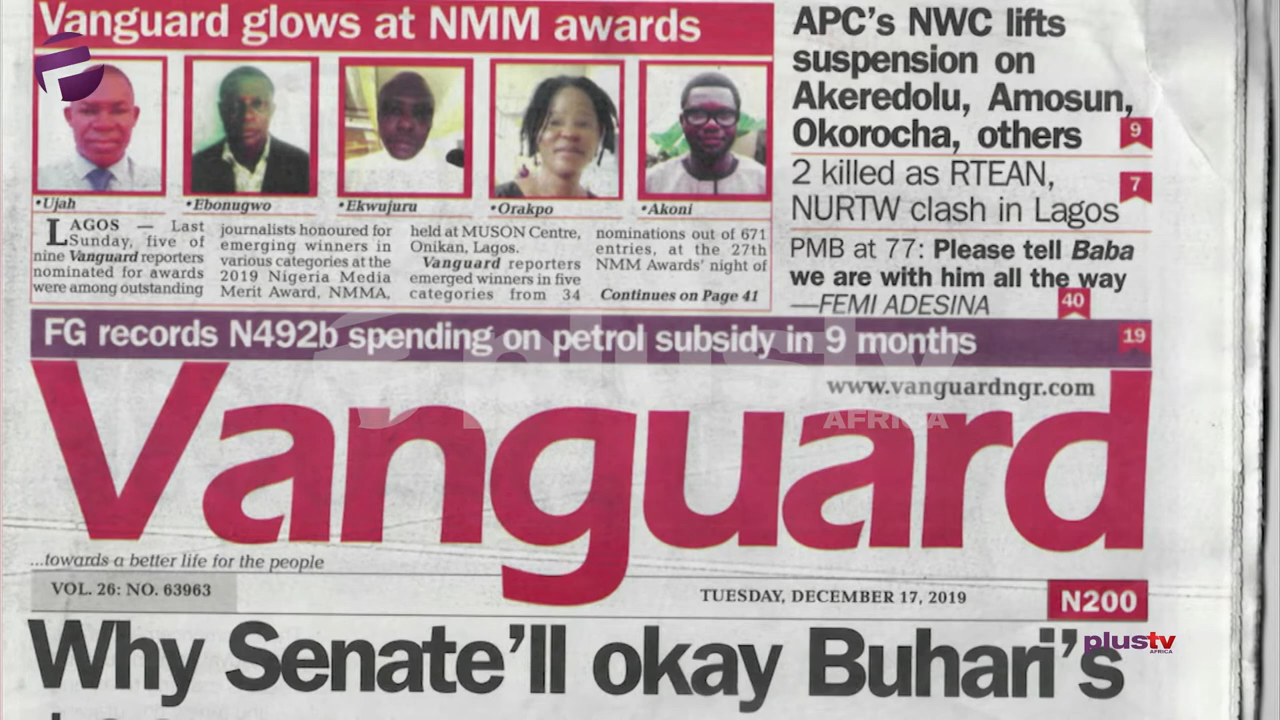 Vanguard glows at NMM awards
•Ujah
•Ebonugwo
•Ekwujuru
•Orakpo
•Akoni
LAGOS — Last
Sunday, five of
nine Vanguard reporters
nominated for awards
were among outstanding
journalists honoured for
emerging winners in
various categories at the
2019 Nigeria Media
Merit Award, NMMA,
held at MUSON Centre,
Onikan, Lagos.
Vanguard reporters
emerged winners in five
categories from 34
nominations out of 671
entries, at the 27th
NMM Awards’ night of
Continues on Page 41
APC’s NWC lifts
suspension on
Akeredolu, Amosun,
Okorocha, others 9
2 killed as RTEAN, 7
NURTW clash in Lagos
PMB at 77: Please tell Baba
we are with him all the way
—FEMI ADESINA 40
FG records N492b spending on petrol subsidy in 9 months 19
www.vanguardngr.com
Vanguard
plustv
AFRICA
...towards a better life for the people
VOL. 26: NO. 63963
TUESDAY, DECEMBER 17, 2019
N200
Why Senate’ll okay Buhari’s
plustv
AFRICA